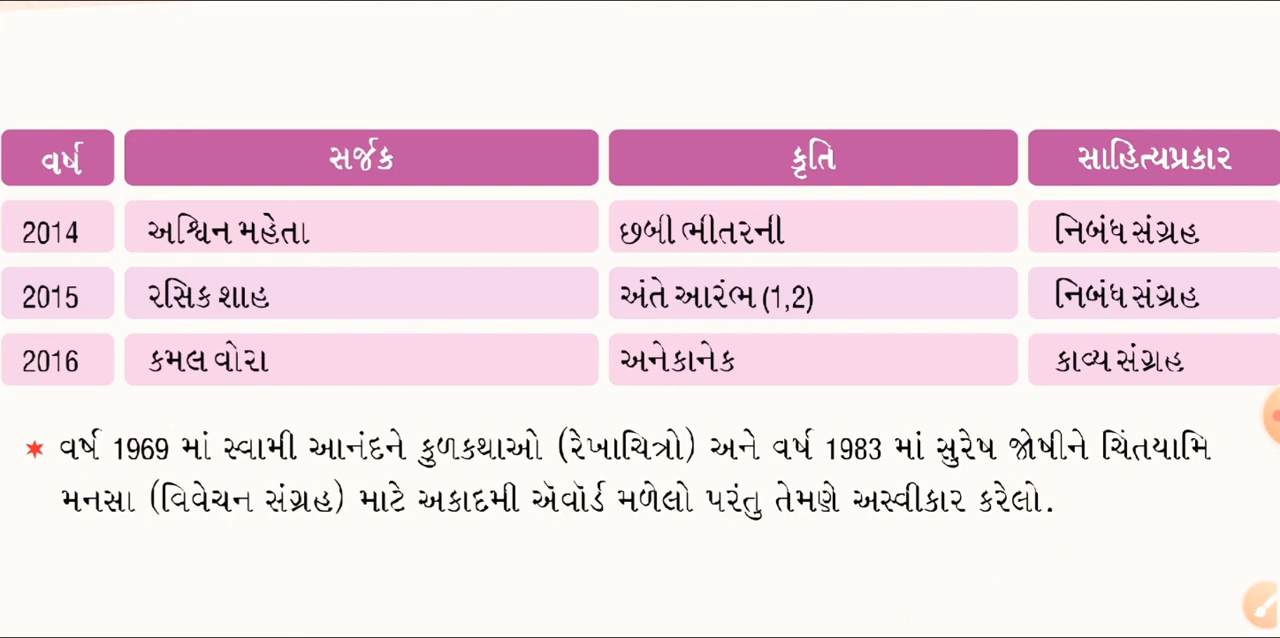 વર્ષ સર્જક કૃતિ સાહિત્યપ્રકાર
2014 અશ્વિન મહેતા છબી ભીતરની નિબંધ સંગ્રહ
2015 રસિક શાહ અંતે આરંભ (1,2) નિબંધ સંગ્રહ
2016 કમલ વોરા અનેકાનેક કાવ્ય સંગ્રહ
★ વર્ષ 1969 માં સ્વામી આનંદને કુળકથાઓ (રેખાચિત્રો) અને વર્ષ 1983 માં સુરેષ જોષીને ચિંતયામિ
મનસા (વિવેચન સંગ્રહ) માટે અકાદમી ઍવૉર્ડ મળેલો પરંતુ તેમણે અસ્વીકાર કરેલો.